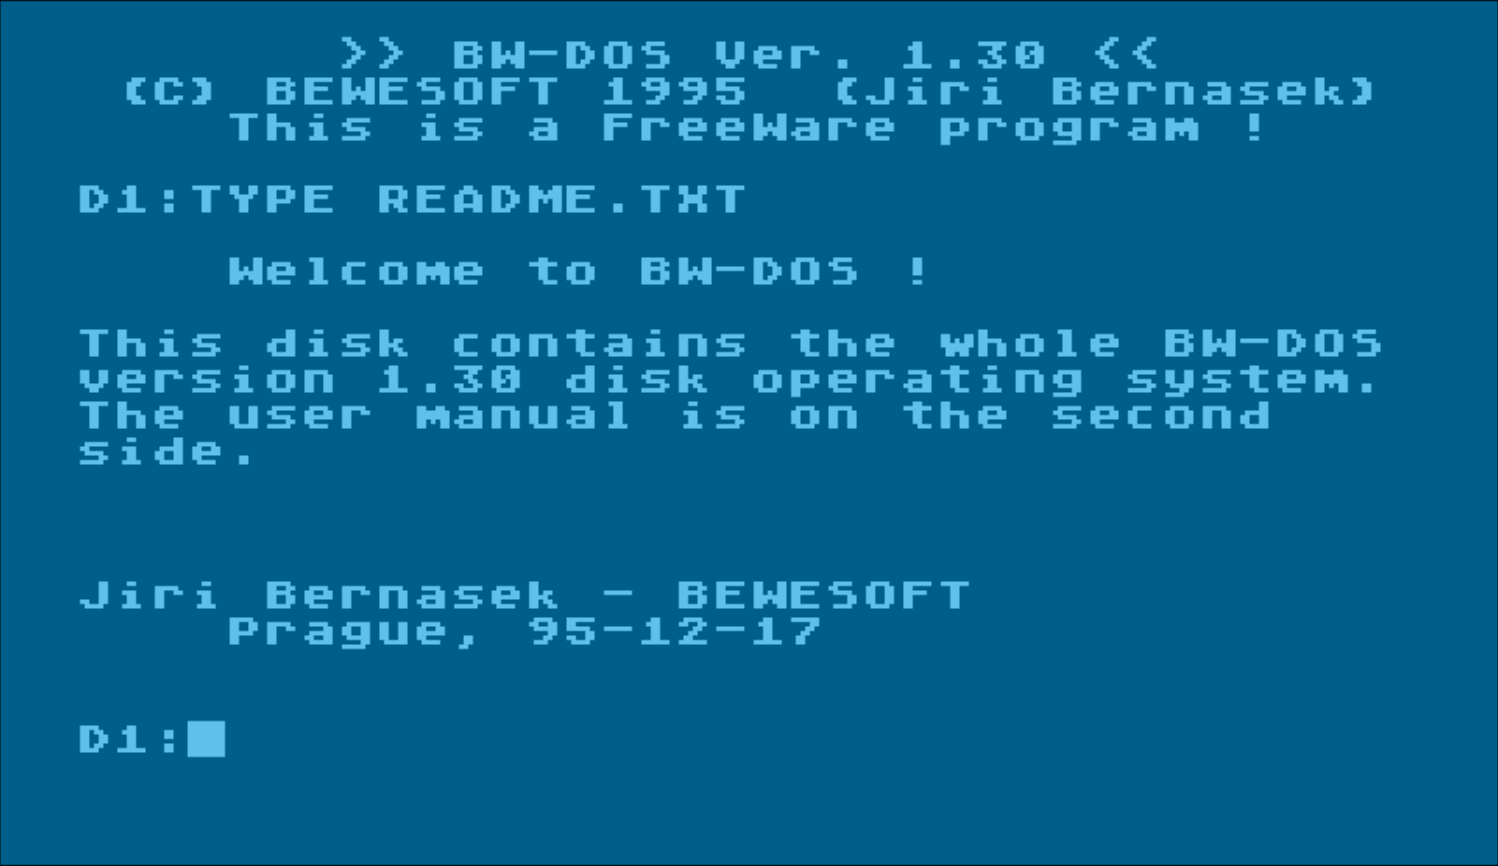 >> BW-DOS Ver. 1.30 <<
(C) BEWESOFT 1995  (Jiri Bernasek)
This is a FreeWare program !
D1:TYPE README.TXT
Welcome to BW-DOS !
This disk contains the whole BW-DOS
version 1.30 disk operating system.
The user manual is on the second
side.
Jiri Bernasek - BEWESOFT
Prague, 95-12-17
D1: